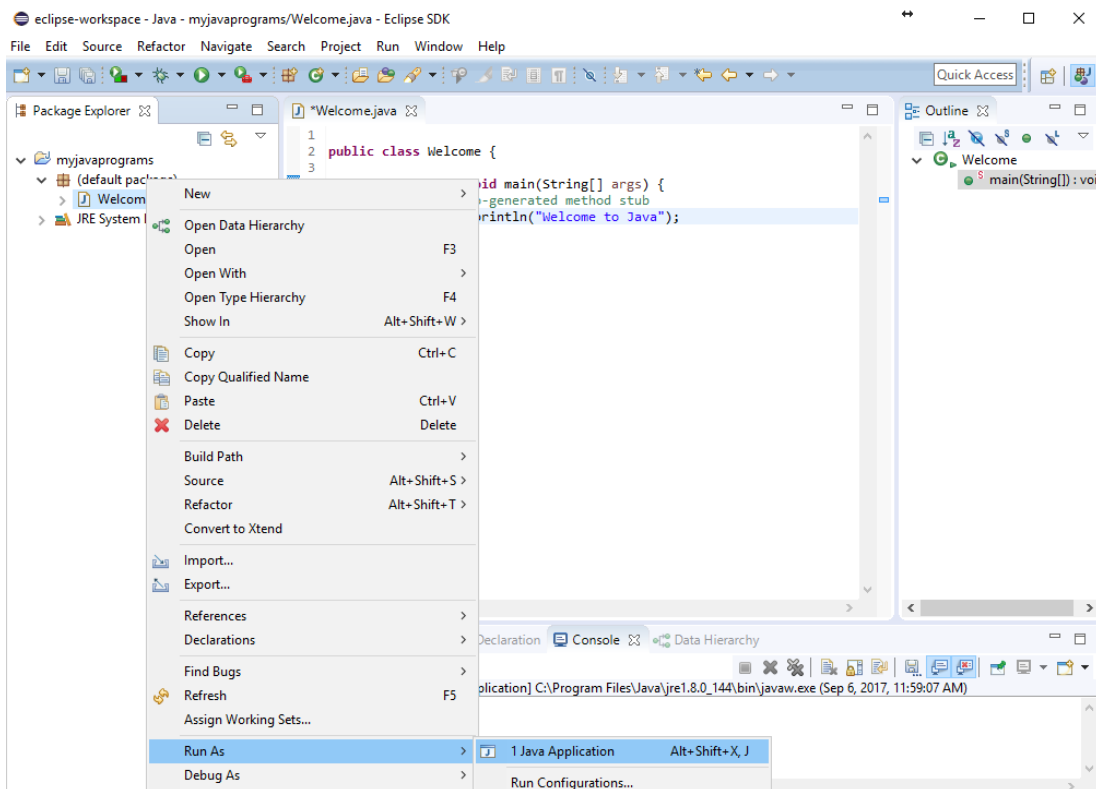 eclipse-workspace - Java - myjavaprograms/Welcome.java - Eclipse SDK
File Edit Source Refactor Navigate Search Project Run Window Help
Quick Access
Package Explorer
myjavaprograms
(default package)
Welcom
JRE System
*Welcome.java
1
2 public class Welcome {
3
id main(String[] args) {
o-generated method stub
println("Welcome to Java");
Outline
Welcome
main(String[]) : voi
New
Open Data Hierarchy
Open F3
Open With
Open Type Hierarchy F4
Show In Alt+Shift+W
Copy Ctrl+C
Copy Qualified Name
Paste Ctrl+V
Delete Delete
Build Path
Source Alt+Shift+S
Refactor Alt+Shift+T
Convert to Xtend
Import...
Export...
References
Declarations
Find Bugs
Refresh F5
Assign Working Sets...
Run As
Debug As
1 Java Application Alt+Shift+X, J
Run Configurations...
Declaration Console Data Hierarchy
plication] C:\Program Files\Java\jre1.8.0_144\bin\javaw.exe (Sep 6, 2017, 11:59:07 AM)